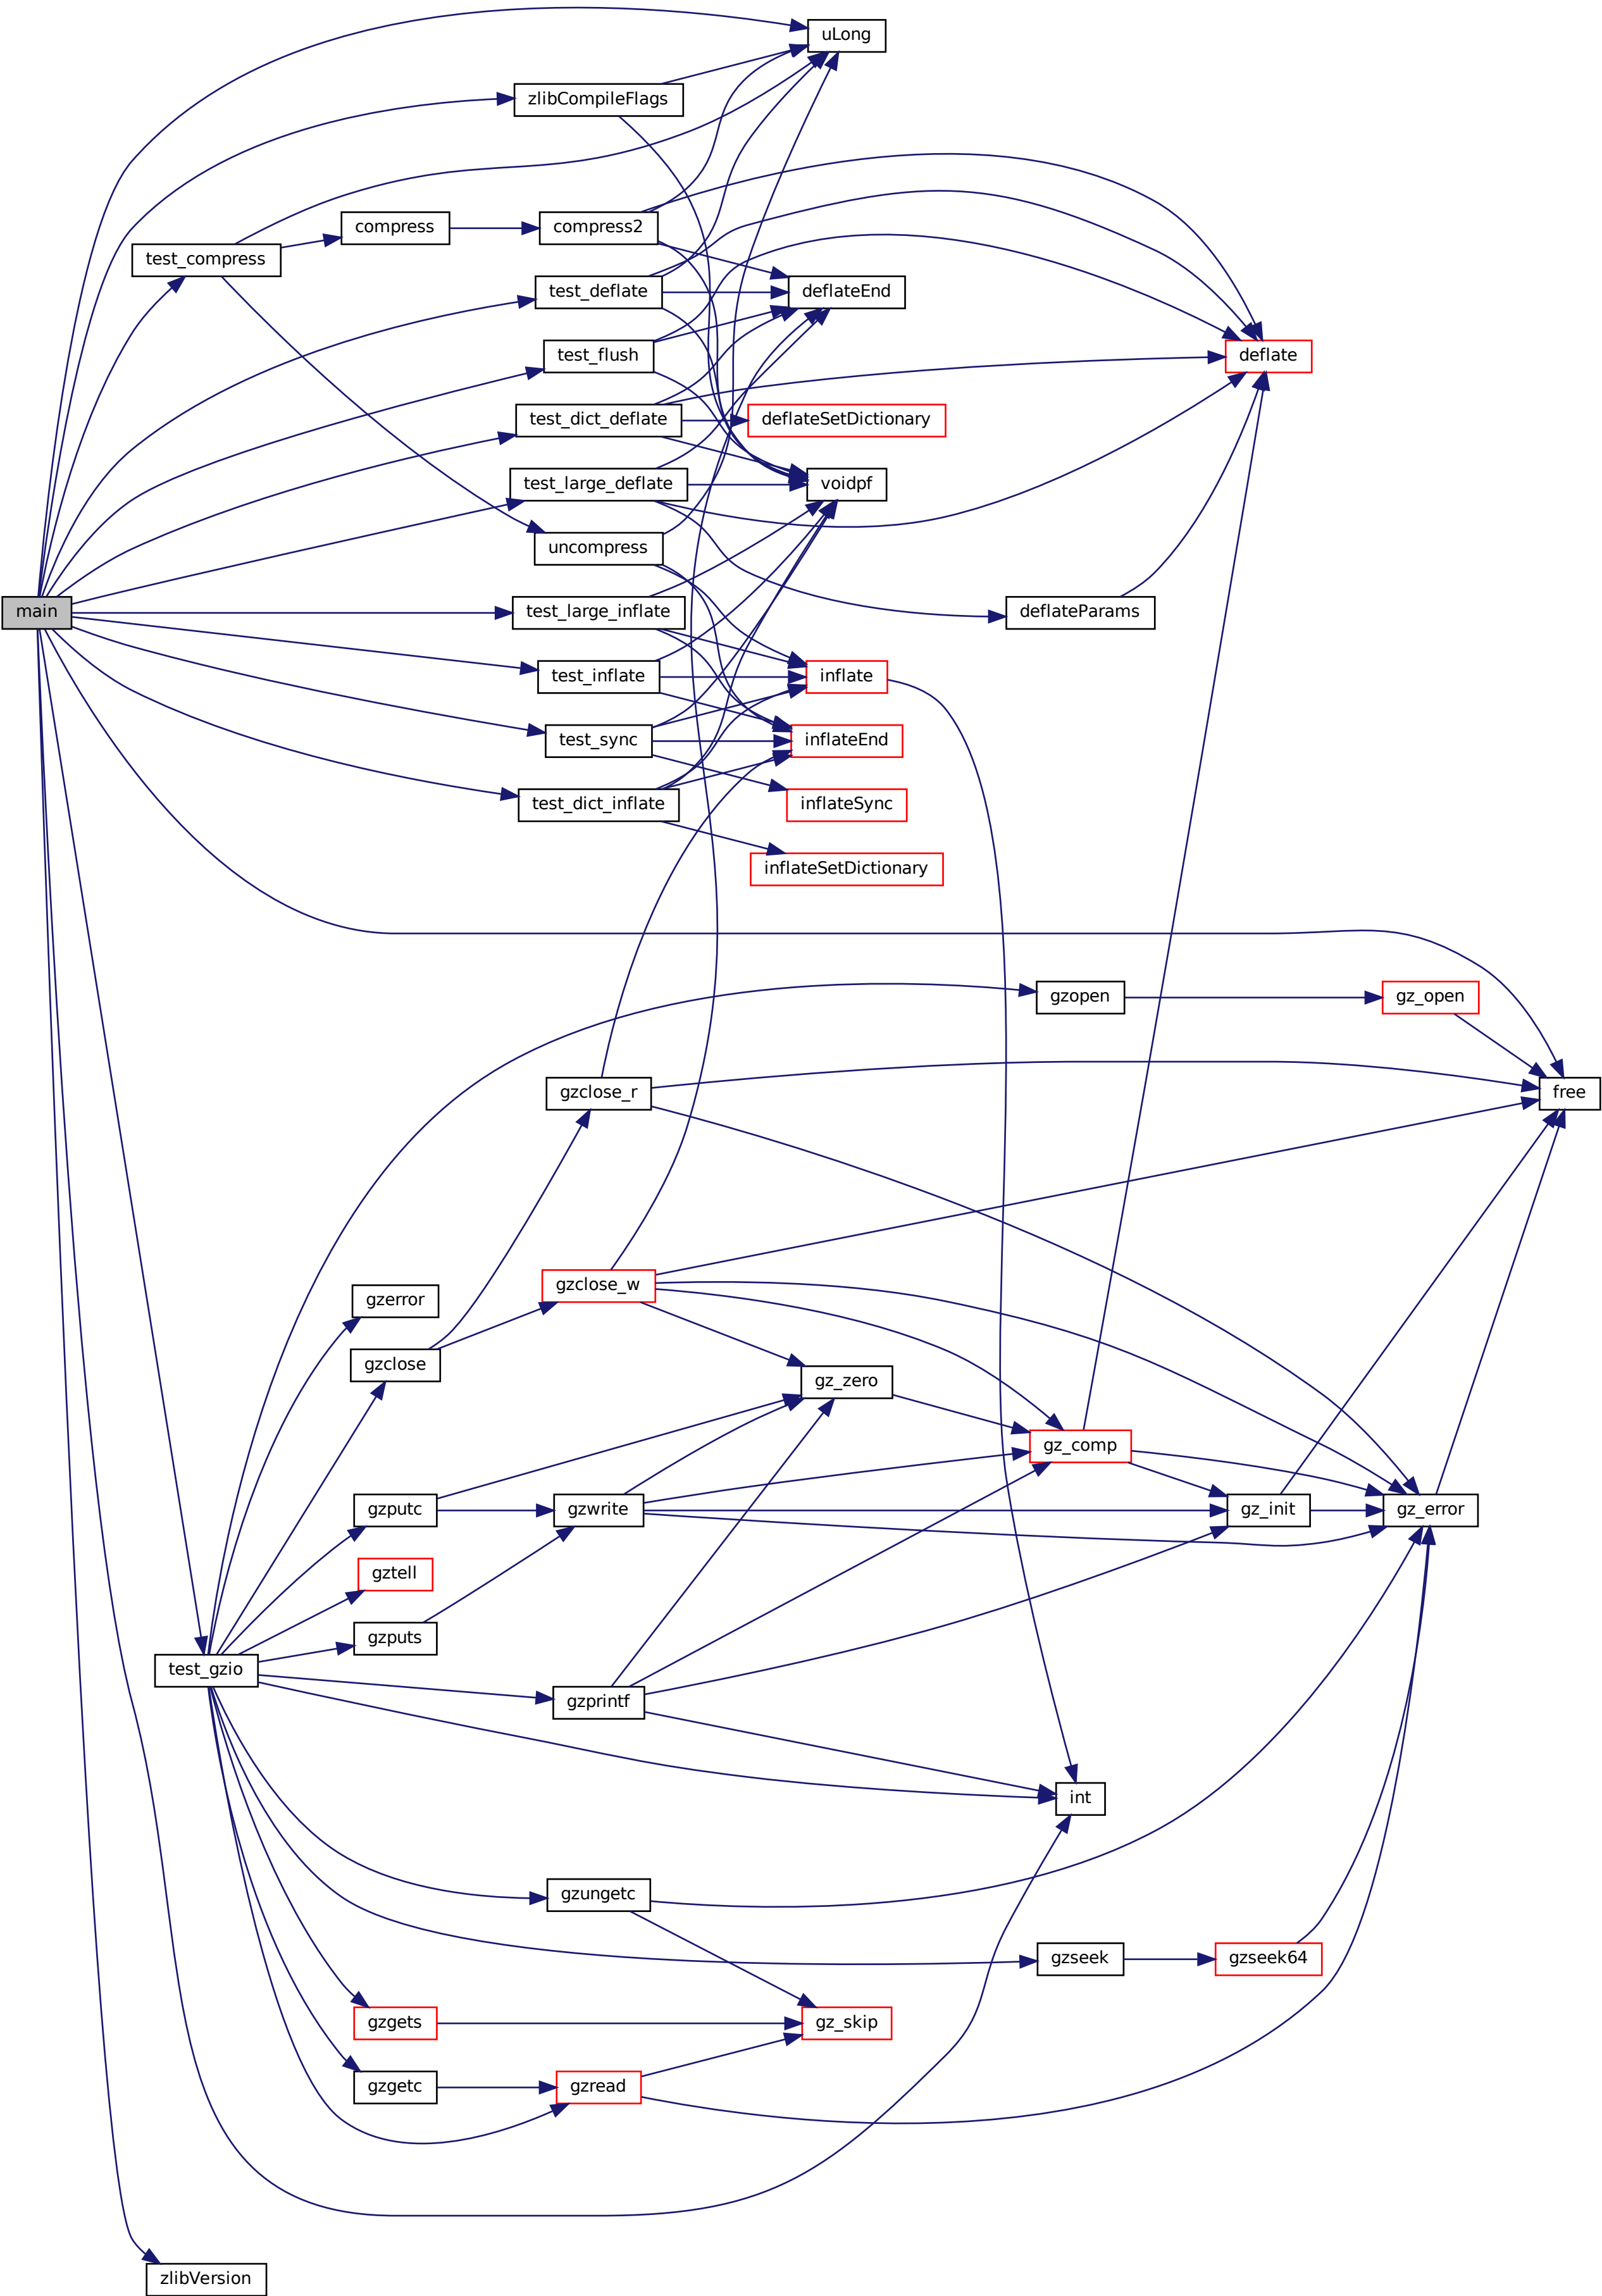 uLong
zlibCompileFlags
compress
compress2
test_compress
test_deflate
deflateEnd
test_flush
deflate
test_dict_deflate
deflateSetDictionary
test_large_deflate
voidpf
uncompress
main
test_large_inflate
deflateParams
test_inflate
inflate
test_sync
inflateEnd
test_dict_inflate
inflateSync
inflateSetDictionary
gzopen
gz_open
gzclose_r
free
gzclose_w
gzerror
gzclose
gz_zero
gz_comp
gzputc
gzwrite
gz_init
gz_error
gztell
gzputs
test_gzio
gzprintf
int
gzungetc
gzseek
gzseek64
gzgets
gz_skip
gzgetc
gzread
zlibVersion